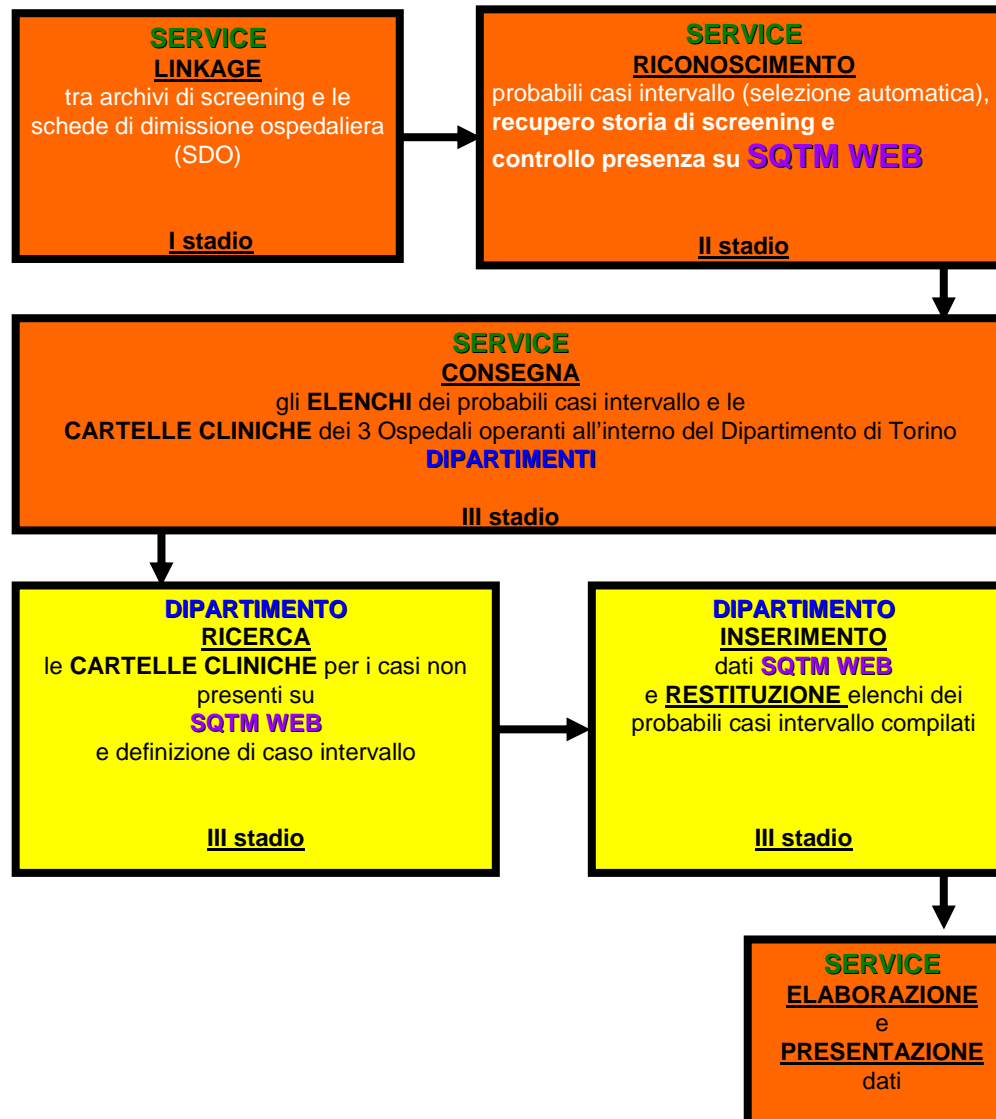 SERVICE
LINKAGE
tra archivi di screening e le
schede di dimissione ospedaliera
(SDO)
I stadio
SERVICE
RICONOSCIMENTO
probabili casi intervallo (selezione automatica),
recupero storia di screening e
controllo presenza su SQTM WEB
II stadio
SERVICE
CONSEGNA
gli ELENCHI dei probabili casi intervallo e le
CARTELLE CLINICHE dei 3 Ospedali operanti all'interno del Dipartimento di Torino
DIPARTIMENTI
III stadio
DIPARTIMENTO
RICERCA
le CARTELLE CLINICHE per i casi non
presenti su
SQTM WEB
e definizione di caso intervallo
III stadio
DIPARTIMENTO
INSERIMENTO
dati SQTM WEB
e RESTITUZIONE elenchi dei
probabili casi intervallo compilati
III stadio
SERVICE
ELABORAZIONE
e
PRESENTAZIONE
dati